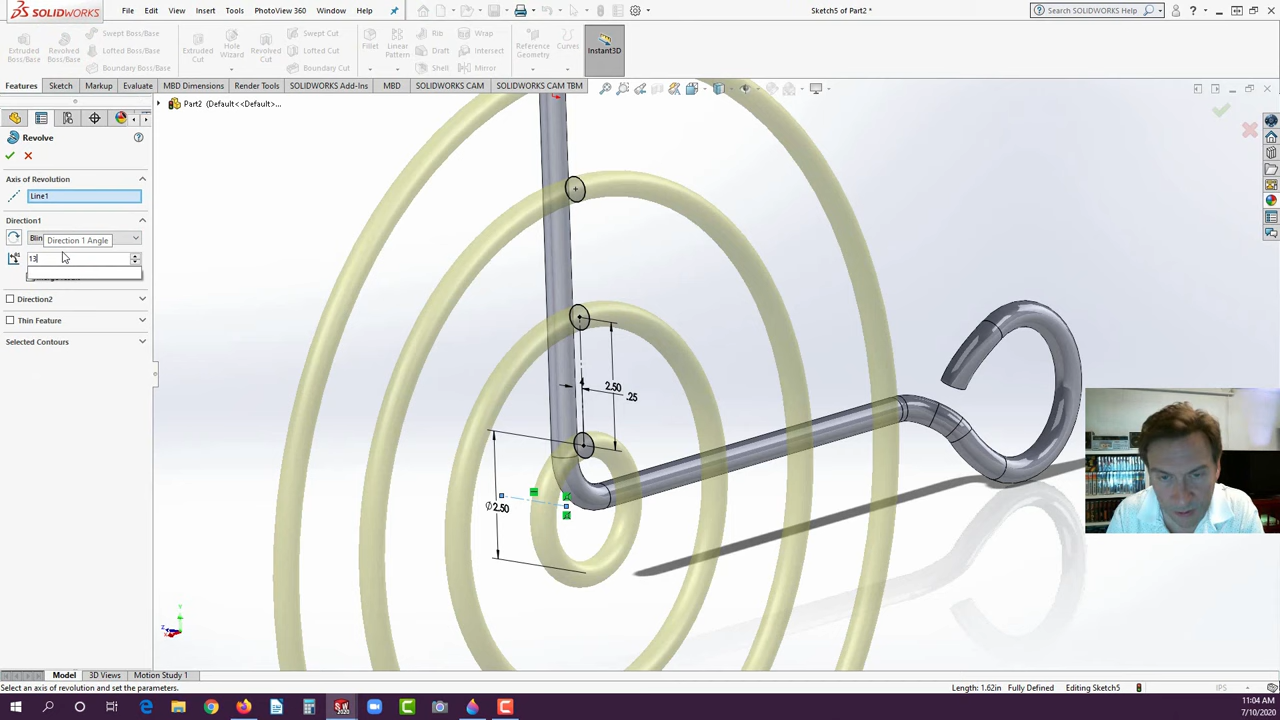 SOLIDWORKS File Edit View Insert Tools PhotoView 360 Window Help Sketch5 of Part2 * Search SOLIDWORKS Help
Extruded Boss/Base
Revolved Boss/Base
Swept Boss/Base
Lofted Boss/Base
Boundary Boss/Base
Extruded Cut
Hole Wizard
Revolved Cut
Swept Cut
Lofted Cut
Boundary Cut
Fillet
Linear Pattern
Rib
Draft
Shell
Wrap
Intersect
Mirror
Reference Geometry
Curves
Instant3D
Features Sketch Markup Evaluate MBD Dimensions Render Tools SOLIDWORKS Add-Ins MBD SOLIDWORKS CAM SOLIDWORKS CAM TBM
Part2 (Default<<Default>...
Revolve
Axis of Revolution
Line1
Direction1
Blin
Direction 1 Angle
13
Direction2
Thin Feature
Selected Contours
2.50
.25
Ø2.50
Y
Z
X
Model 3D Views Motion Study 1
Select an axis of revolution and set the parameters.
Length: 1.62in Fully Defined Editing Sketch5 IPS
SW
2020
11:04 AM
7/10/2020